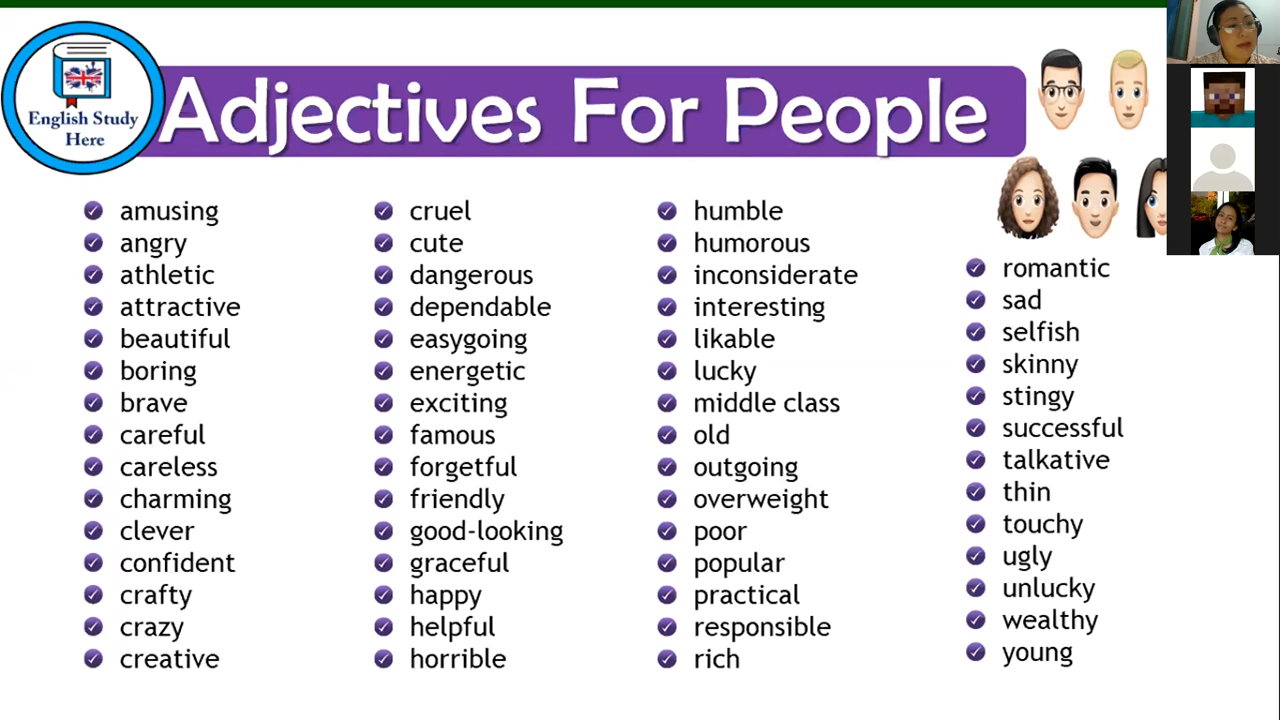 English Study
Here
Adjectives For People
amusing
angry
athletic
attractive
beautiful
boring
brave
careful
careless
charming
clever
confident
crafty
crazy
creative
cruel
cute
dangerous
dependable
easygoing
energetic
exciting
famous
forgetful
friendly
good-looking
graceful
happy
helpful
horrible
humble
humorous
inconsiderate
interesting
likable
lucky
middle class
old
outgoing
overweight
poor
popular
practical
responsible
rich
romantic
sad
selfish
skinny
stingy
successful
talkative
thin
touchy
ugly
unlucky
wealthy
young